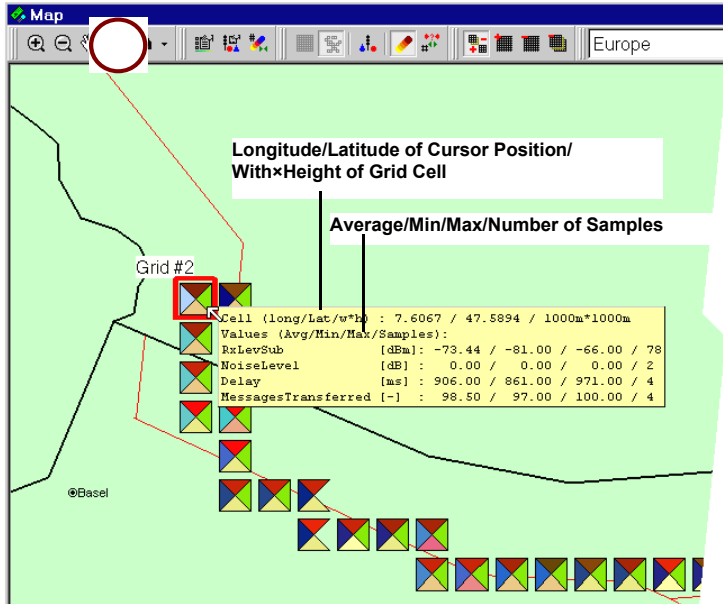 Map
Europe
Longitude/Latitude of Cursor Position/
With×Height of Grid Cell
Average/Min/Max/Number of Samples
Grid #2
Cell (long/Lat/w*h) : 7.6067 / 47.5894 / 1000m*1000m
Values (Avg/Min/Max/Samples):
RxLevSub [dBm]: -73.44 / -81.00 / -66.00 / 78
NoiseLevel [dB] : 0.00 / 0.00 / 0.00 / 2
Delay [ms] : 906.00 / 861.00 / 971.00 / 4
MessagesTransferred [-] : 98.50 / 97.00 / 100.00 / 4
Basel